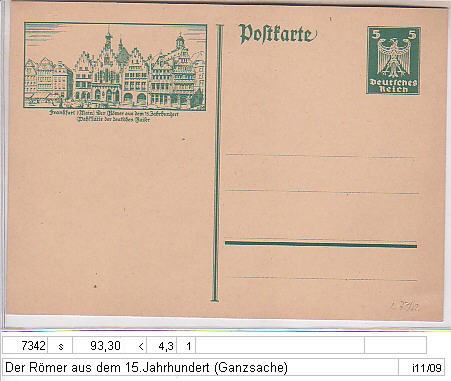 Postkarte
5 5
Deutsches
Reich
Frankfurt (Main) Der Römer aus dem 15. Jahrhundert
Wahlstätte der deutschen Kaiser
7342 s 93,30 < 4,3 1
Der Römer aus dem 15.Jahrhundert (Ganzsache) i11/09